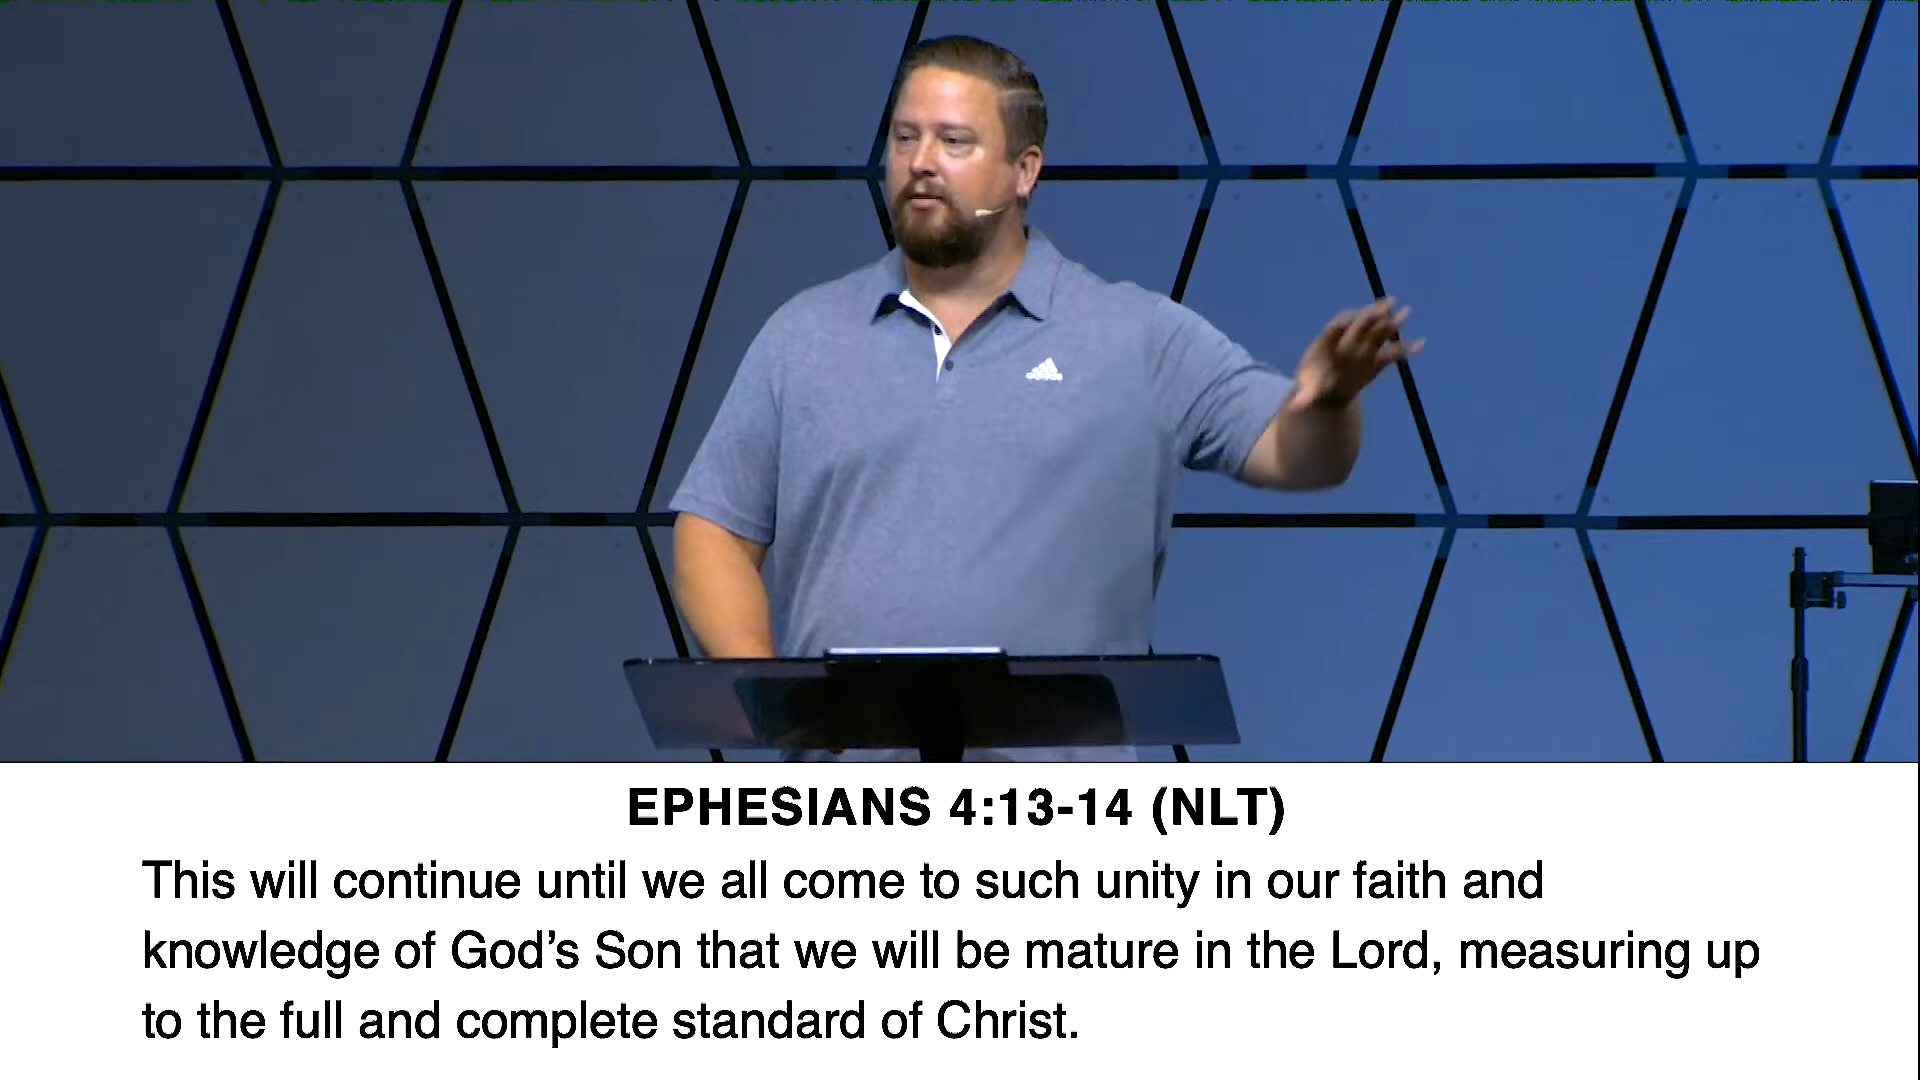 adidas
EPHESIANS 4:13-14 (NLT)
This will continue until we all come to such unity in our faith and
knowledge of God’s Son that we will be mature in the Lord, measuring up
to the full and complete standard of Christ.